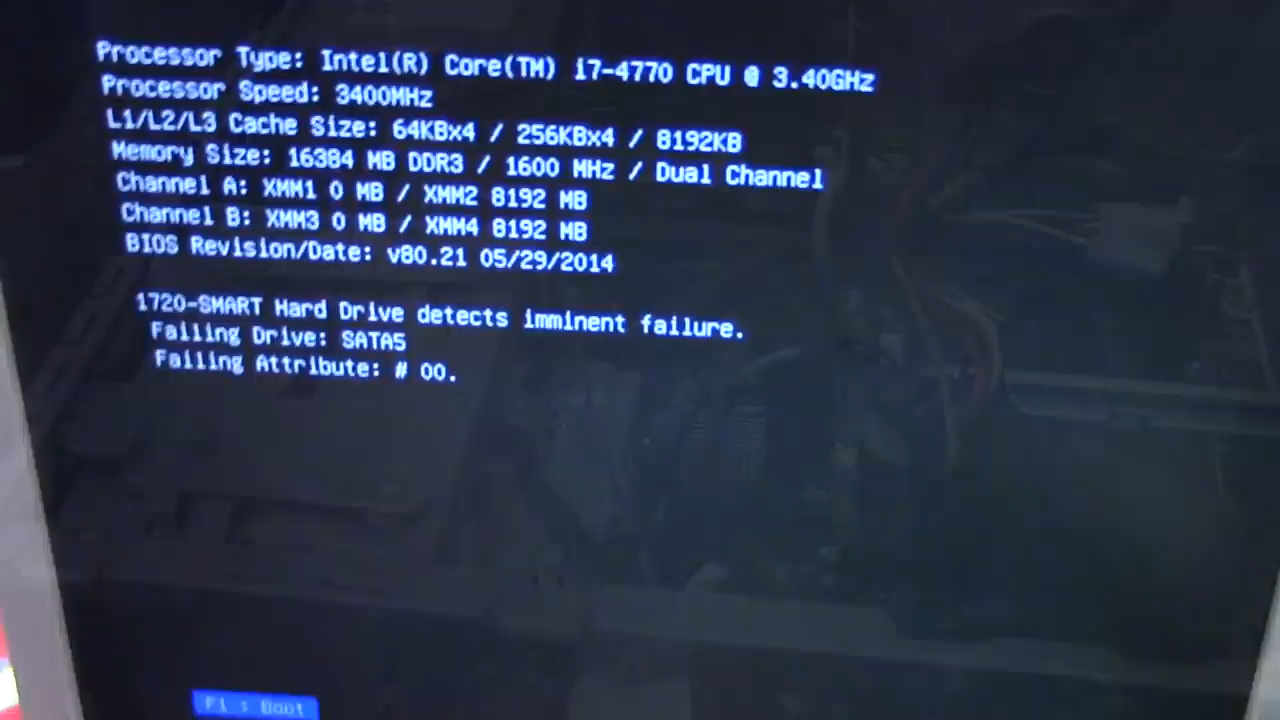 Processor Type: Intel(R) Core(TM) i7-4770 CPU @ 3.40GHz
Processor Speed: 3400MHz
L1/L2/L3 Cache Size: 64KBx4 / 256KBx4 / 8192KB
Memory Size: 16384 MB DDR3 / 1600 MHz / Dual Channel
Channel A: XMM1 0 MB / XMM2 8192 MB
Channel B: XMM3 0 MB / XMM4 8192 MB
BIOS Revision/Date: v80.21 05/29/2014
1720-SMART Hard Drive detects imminent failure.
Failing Drive: SATA5
Failing Attribute: # 00.
F1 : Boot